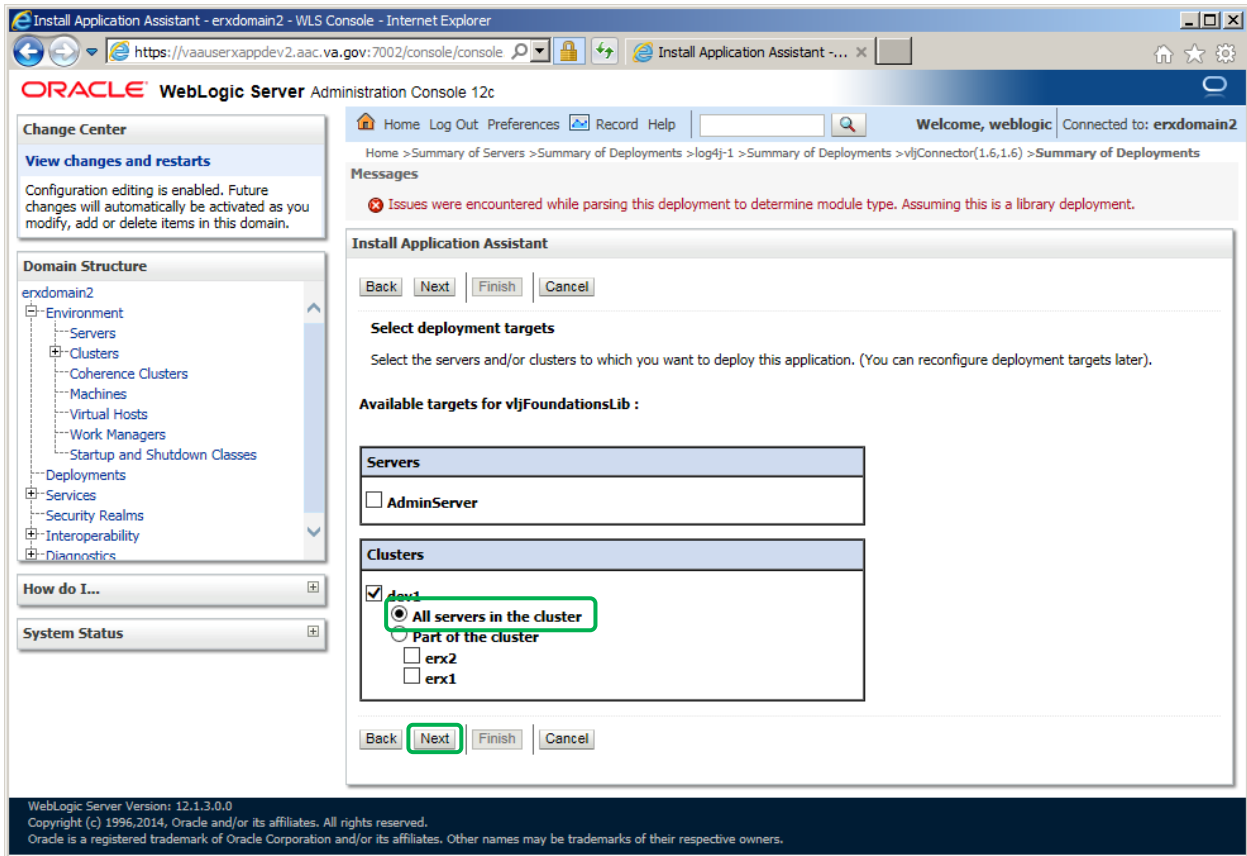 Install Application Assistant - erxdomain2 - WLS Console - Internet Explorer
https://vaauserxappdev2.aac.va.gov:7002/console/console
Install Application Assistant -...
ORACLE WebLogic Server Administration Console 12c
Change Center
View changes and restarts
Configuration editing is enabled. Future
changes will automatically be activated as you
modify, add or delete items in this domain.
Domain Structure
erxdomain2
Environment
Servers
Clusters
Coherence Clusters
Machines
Virtual Hosts
Work Managers
Startup and Shutdown Classes
Deployments
Services
Security Realms
Interoperability
Diagnostics
How do I...
System Status
Home Log Out Preferences Record Help
Welcome, weblogic Connected to: erxdomain2
Home >Summary of Servers >Summary of Deployments >log4j-1 >Summary of Deployments >vljConnector(1.6,1.6) >Summary of Deployments
Messages
Issues were encountered while parsing this deployment to determine module type. Assuming this is a library deployment.
Install Application Assistant
Back Next Finish Cancel
Select deployment targets
Select the servers and/or clusters to which you want to deploy this application. (You can reconfigure deployment targets later).
Available targets for vljFoundationsLib :
Servers
AdminServer
Clusters
dev1
All servers in the cluster
Part of the cluster
erx2
erx1
Back Next Finish Cancel
WebLogic Server Version: 12.1.3.0.0
Copyright (c) 1996,2014, Oracle and/or its affiliates. All rights reserved.
Oracle is a registered trademark of Oracle Corporation and/or its affiliates. Other names may be trademarks of their respective owners.